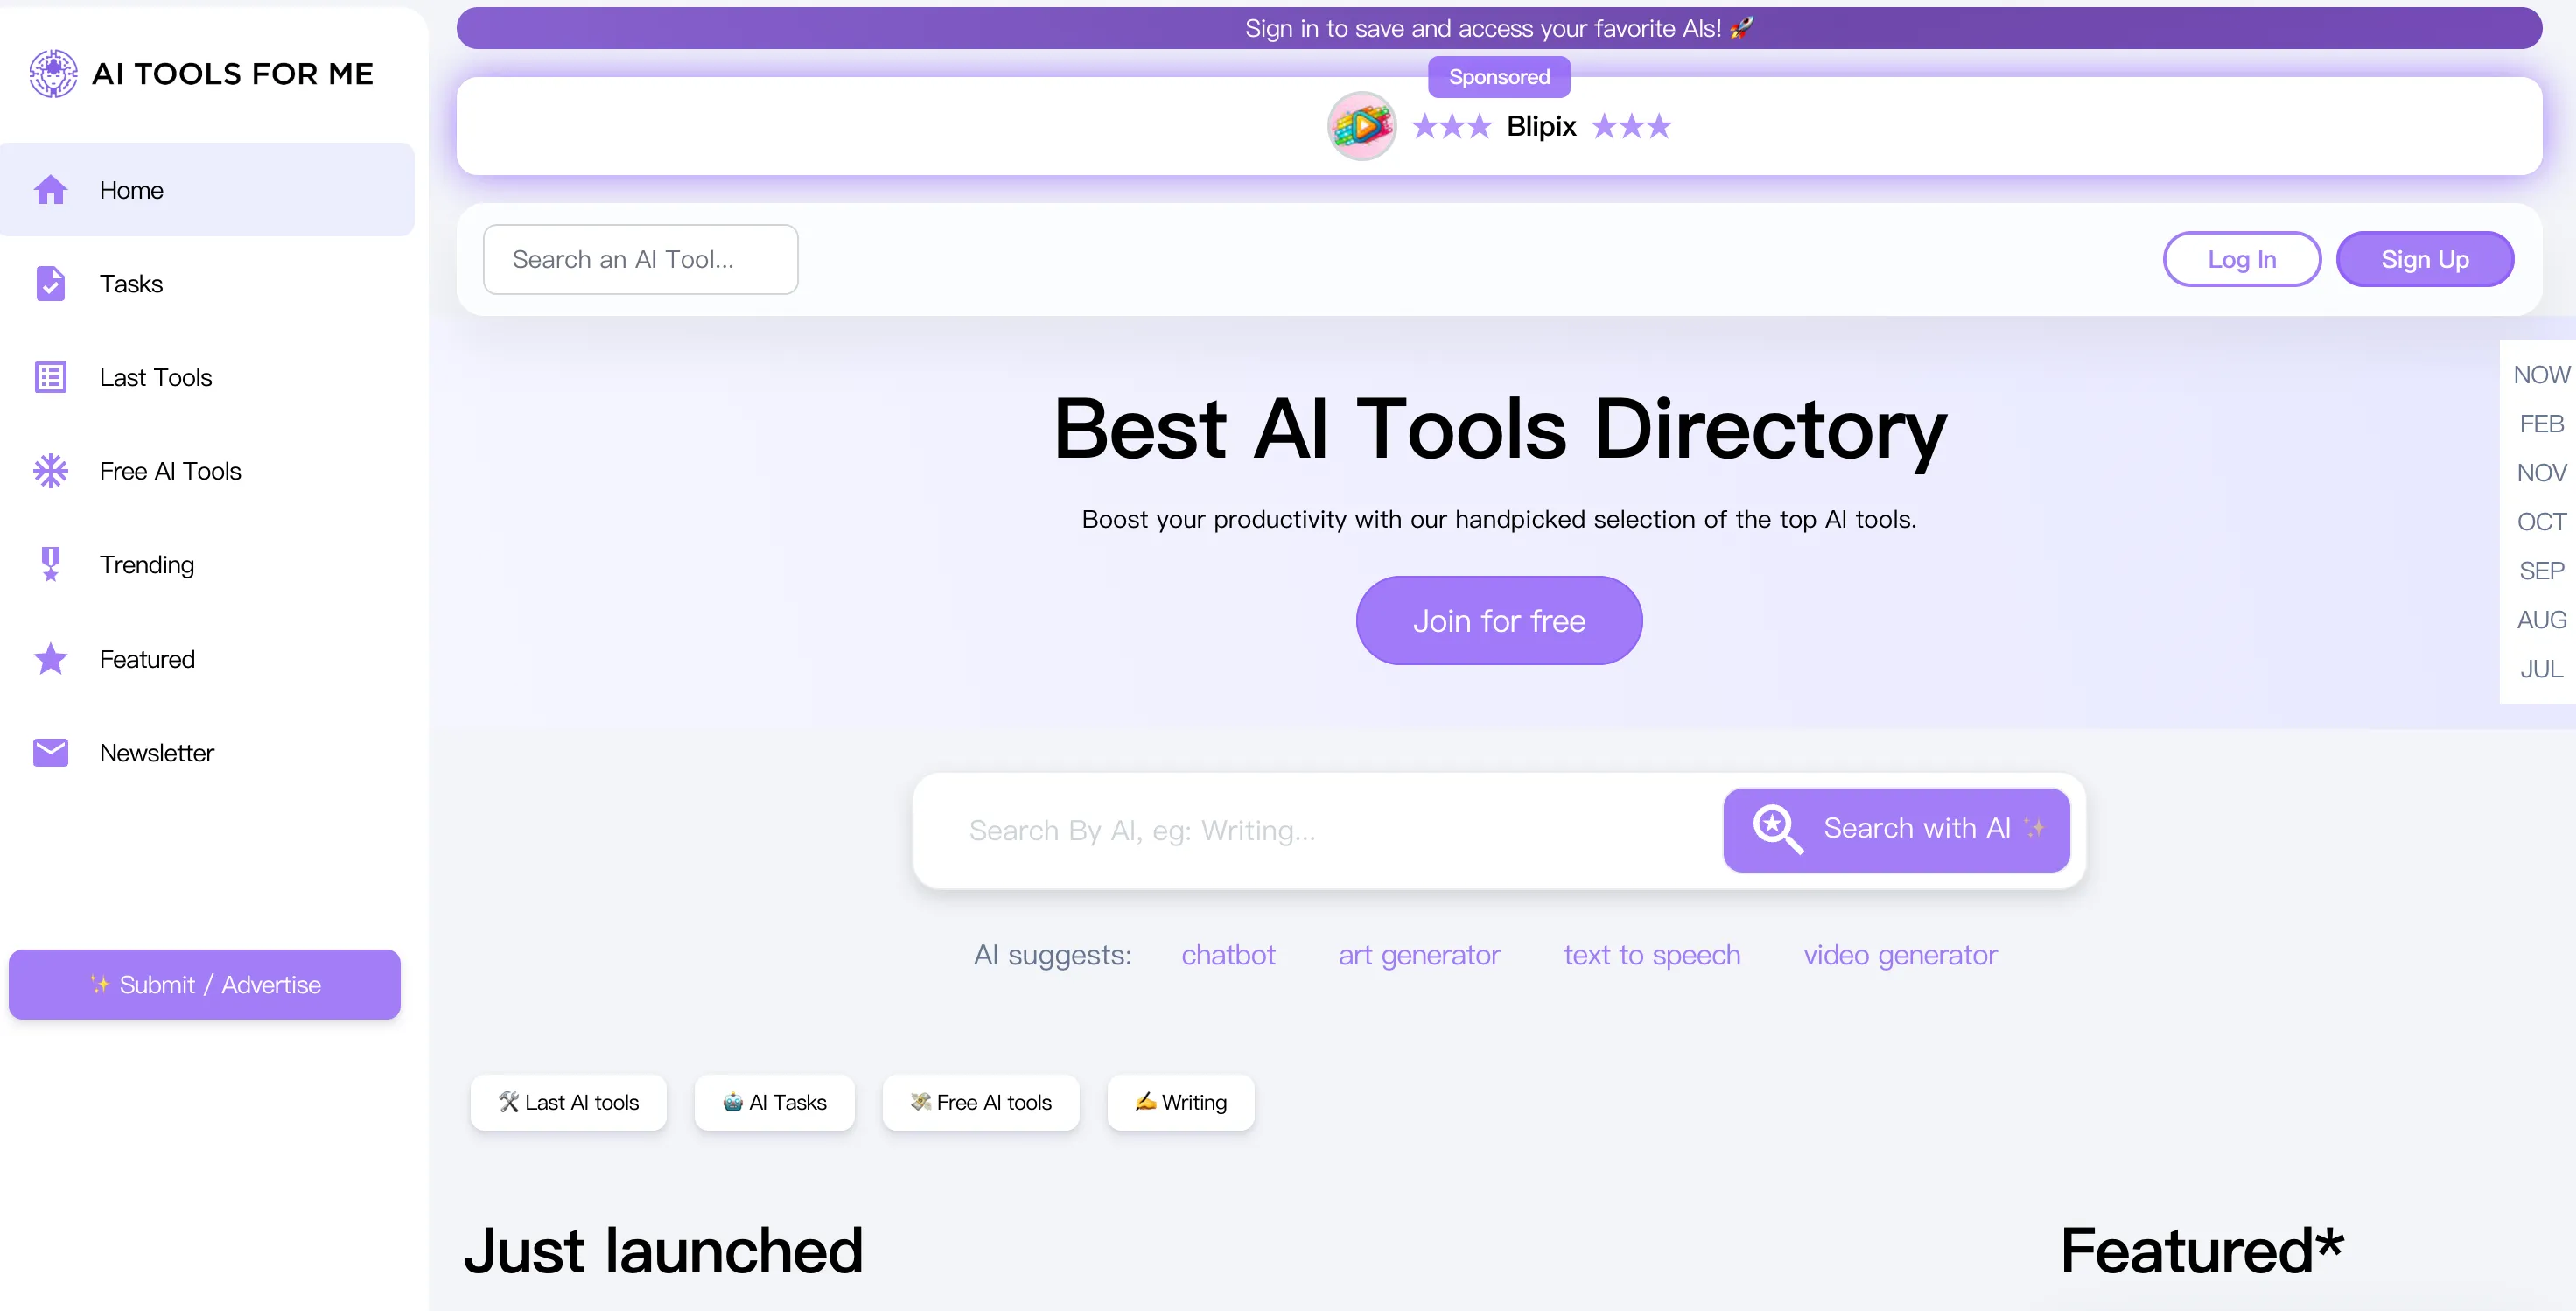 AI TOOLS FOR ME
Home
Tasks
Last Tools
Free AI Tools
Trending
Featured
Newsletter
✨ Submit / Advertise
Sign in to save and access your favorite AIs! 🚀
Sponsored
★★★ Blipix ★★★
Search an AI Tool...
Log In
Sign Up
Best AI Tools Directory
Boost your productivity with our handpicked selection of the top AI tools.
Join for free
NOW
FEB
NOV
OCT
SEP
AUG
JUL
Search By AI, eg: Writing...
Search with AI ✨
AI suggests: chatbot art generator text to speech video generator
🛠 Last AI tools
🤖 AI Tasks
💸 Free AI tools
✍ Writing
Just launched
Featured*